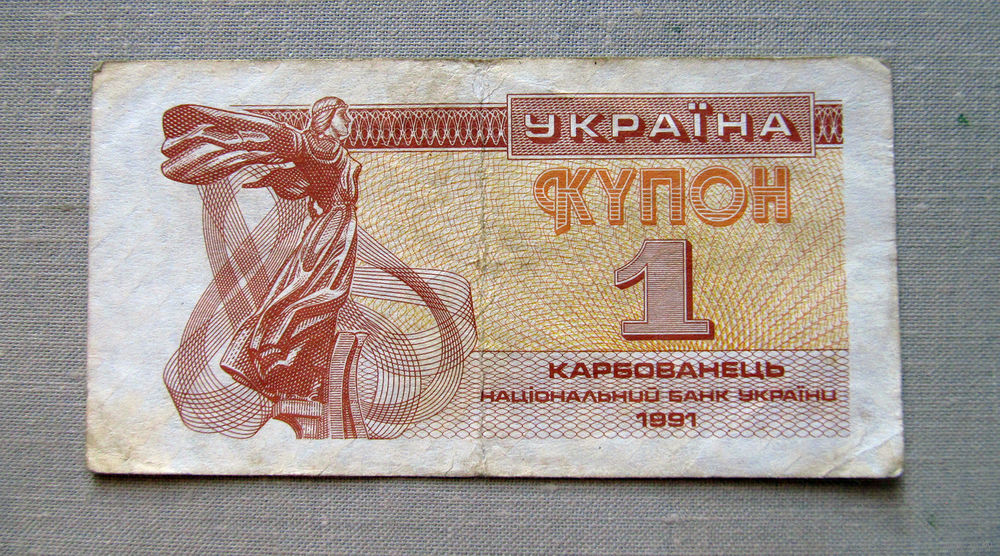 УКРАЇНА
КУПОН
1
КАРБОВАНЕЦЬ
НАЦІОНАЛЬНИЙ БАНК УКРАЇНИ
1991